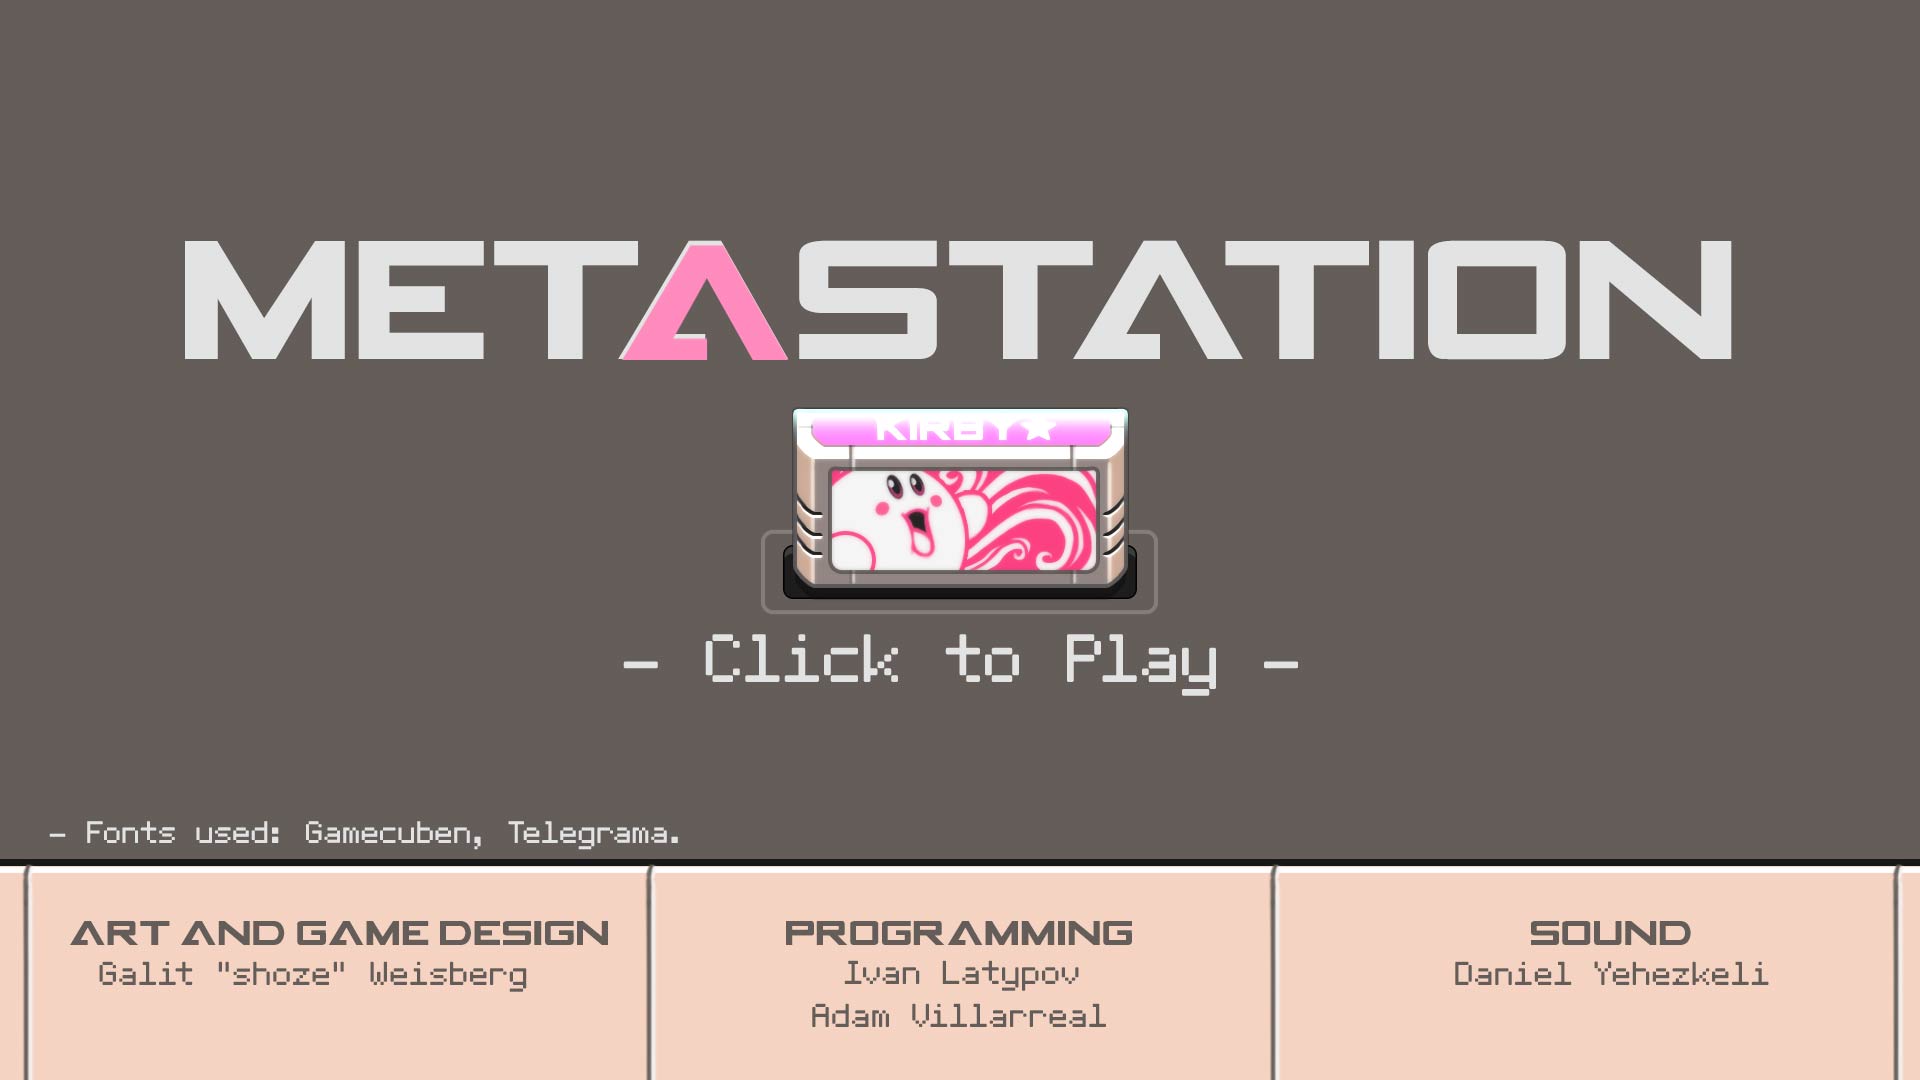 METASTATION
KIRBY★
- Click to Play -
- Fonts used: Gamecuben, Telegrama.
ART AND GAME DESIGN
Galit "shoze" Weisberg
PROGRAMMING
Ivan Latypov
Adam Villarreal
SOUND
Daniel Yehezkeli